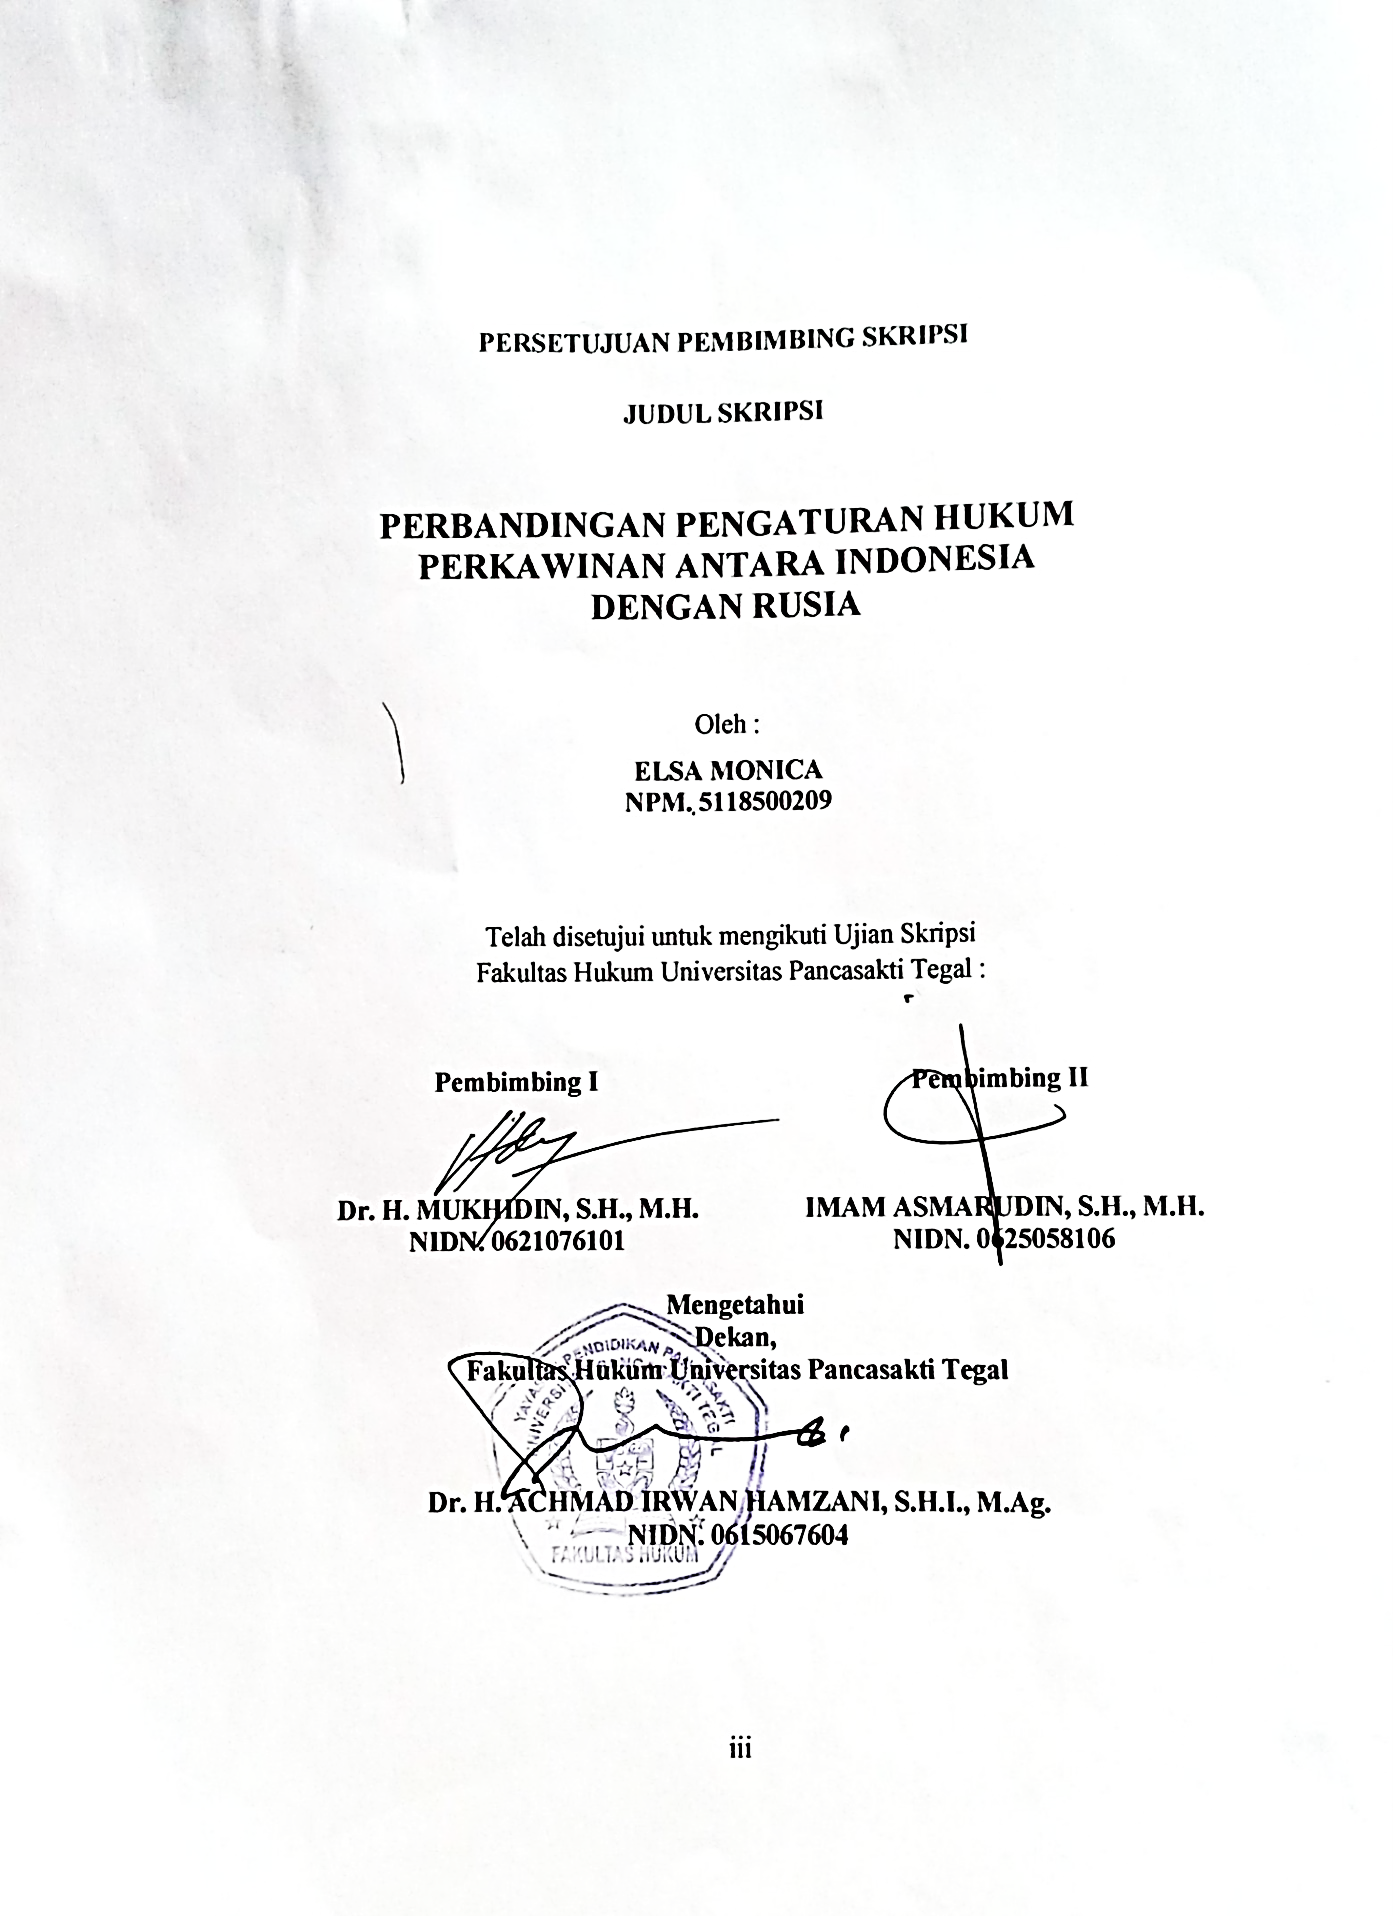 PERSETUJUAN PEMBIMBING SKRIPSI
JUDUL SKRIPSI
PERBANDINGAN PENGATURAN HUKUM
PERKAWINAN ANTARA INDONESIA
DENGAN RUSIA
Oleh :
ELSA MONICA
NPM. 5118500209
Telah disetujui untuk mengikuti Ujian Skripsi
Fakultas Hukum Universitas Pancasakti Tegal :
Pembimbing I
Pembimbing II
Dr. H. MUKHIDIN, S.H., M.H.
NIDN. 0621076101
IMAM ASMARUDIN, S.H., M.H.
NIDN. 0625058106
Mengetahui
Dekan,
Fakultas Hukum Universitas Pancasakti Tegal
Dr. H. ACHMAD IRWAN HAMZANI, S.H.I., M.Ag.
NIDN. 0615067604
PENDIDIKAN
FAKULTAS HUKUM
iii